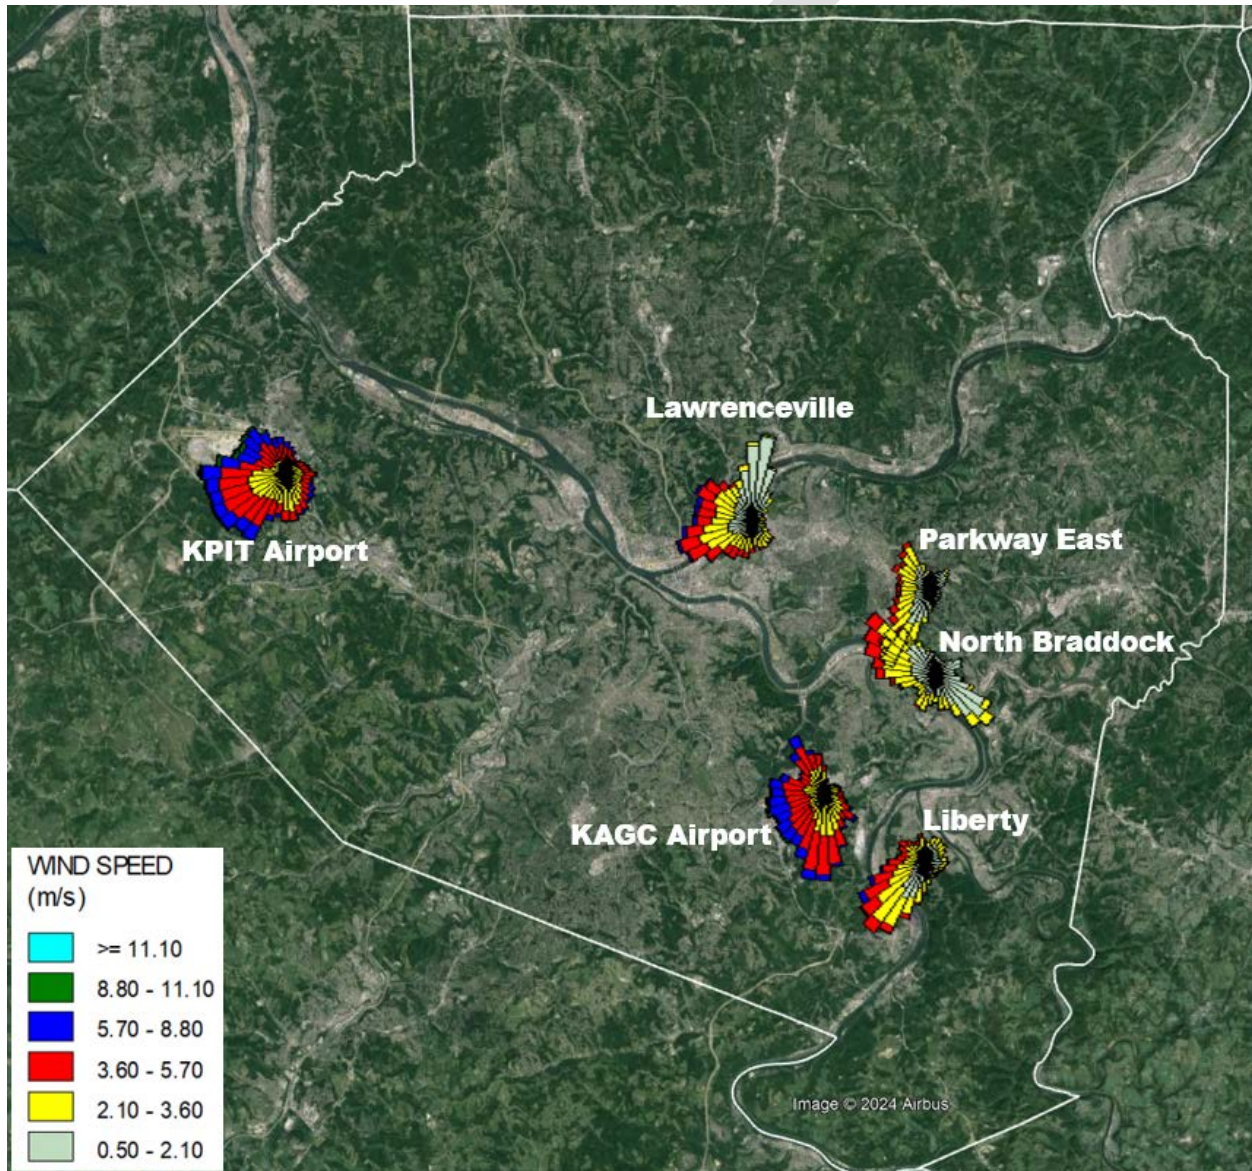 Lawrenceville
Parkway East
KPIT Airport
North Braddock
KAGC Airport
Liberty
WIND SPEED
(m/s)
>= 11.10
8.80 - 11.10
5.70 - 8.80
3.60 - 5.70
2.10 - 3.60
0.50 - 2.10
Image © 2024 Airbus